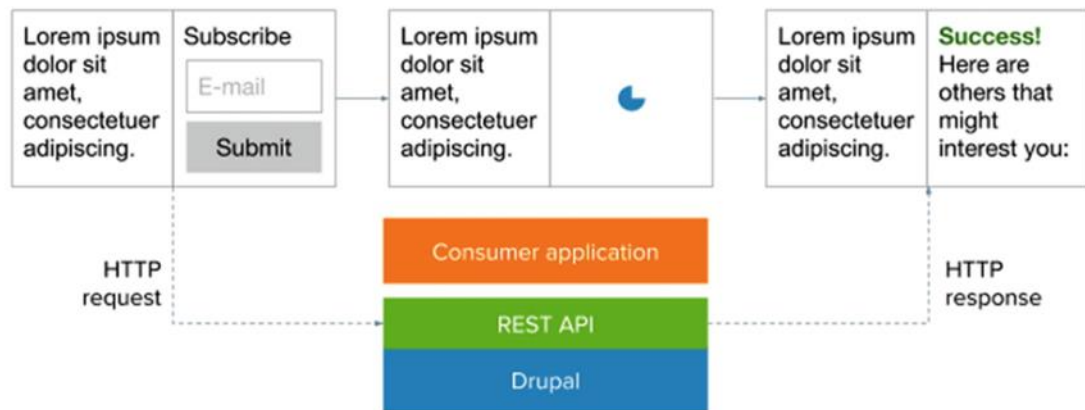 Lorem ipsum
dolor sit
amet,
consectetuer
adipiscing.
Subscribe
E-mail
Submit
Lorem ipsum
dolor sit
amet,
consectetuer
adipiscing.
Lorem ipsum
dolor sit
amet,
consectetuer
adipiscing.
Success!
Here are
others that
might
interest you:
HTTP
request
Consumer application
REST API
Drupal
HTTP
response